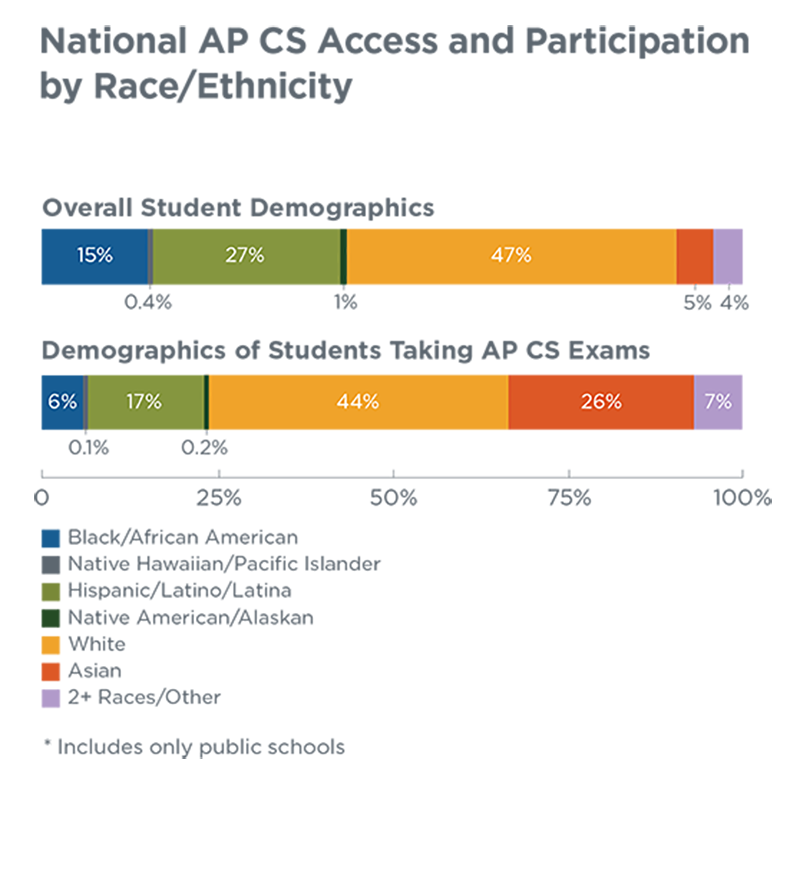 National AP CS Access and Participation
by Race/Ethnicity
Overall Student Demographics
15% 27% 47%
0.4% 1% 5% 4%
Demographics of Students Taking AP CS Exams
6% 17% 44% 26% 7%
0.1% 0.2%
0 25% 50% 75% 100%
Black/African American
Native Hawaiian/Pacific Islander
Hispanic/Latino/Latina
Native American/Alaskan
White
Asian
2+ Races/Other
* Includes only public schools